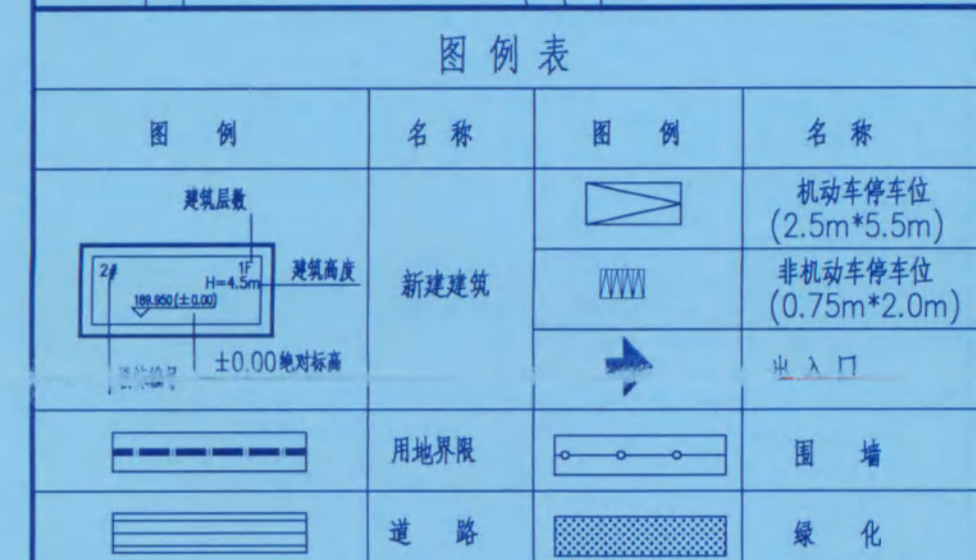 图例表
图 例 名 称 图 例 名 称
建筑层数
2# 1F
H=4.5m 建筑高度
189.950(±0.00)
±0.00绝对标高
新建建筑
机动车停车位
(2.5m*5.5m)
非机动车停车位
(0.75m*2.0m)
出 入 口
用地界限 围 墙
道 路 绿 化